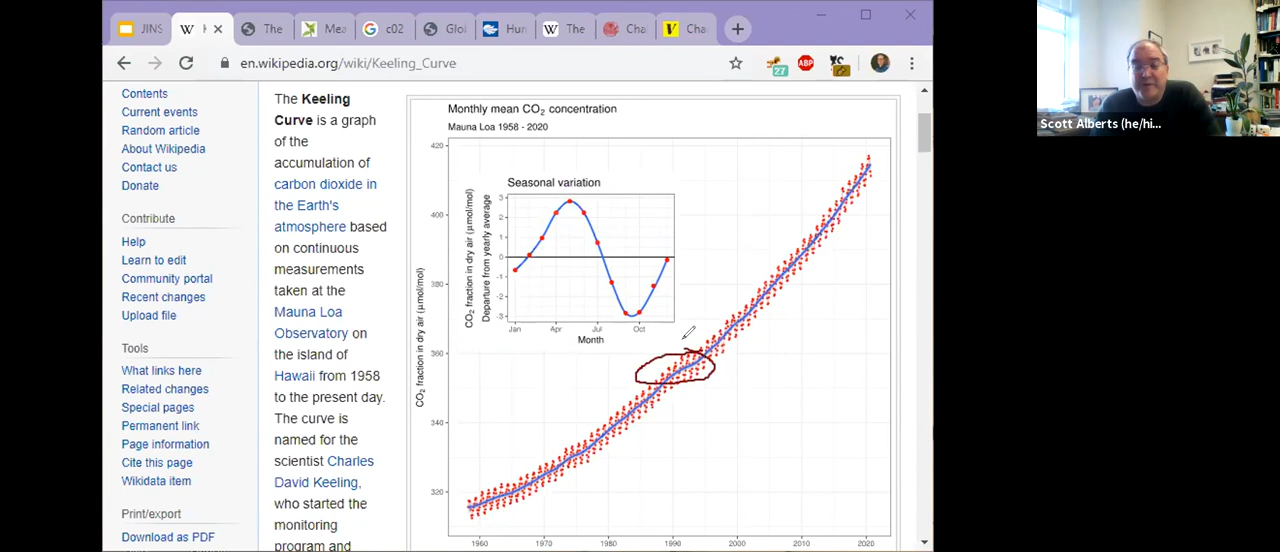 JINS
K
The
Mea
c02
Glol
Hur
The
Cha
Cha
en.wikipedia.org/wiki/Keeling_Curve
27
ABP
Contents
Current events
Random article
About Wikipedia
Contact us
Donate
Contribute
Help
Learn to edit
Community portal
Recent changes
Upload file
Tools
What links here
Related changes
Special pages
Permanent link
Page information
Cite this page
Wikidata item
Print/export
Download as PDF
The Keeling
Curve is a graph
of the
accumulation of
carbon dioxide in
the Earth's
atmosphere based
on continuous
measurements
taken at the
Mauna Loa
Observatory on
the island of
Hawaii from 1958
to the present day.
The curve is
named for the
scientist Charles
David Keeling,
who started the
monitoring
program and
Monthly mean CO2 concentration
Mauna Loa 1958 - 2020
CO2 fraction in dry air (μmol/mol)
420
400
380
360
340
320
1960
1970
1980
1990
2000
2010
2020
Seasonal variation
CO2 fraction in dry air (μmol/mol)
Departure from yearly average
3
2
1
0
-1
-2
-3
Jan
Apr
Jul
Oct
Month
Scott Alberts (he/hi...